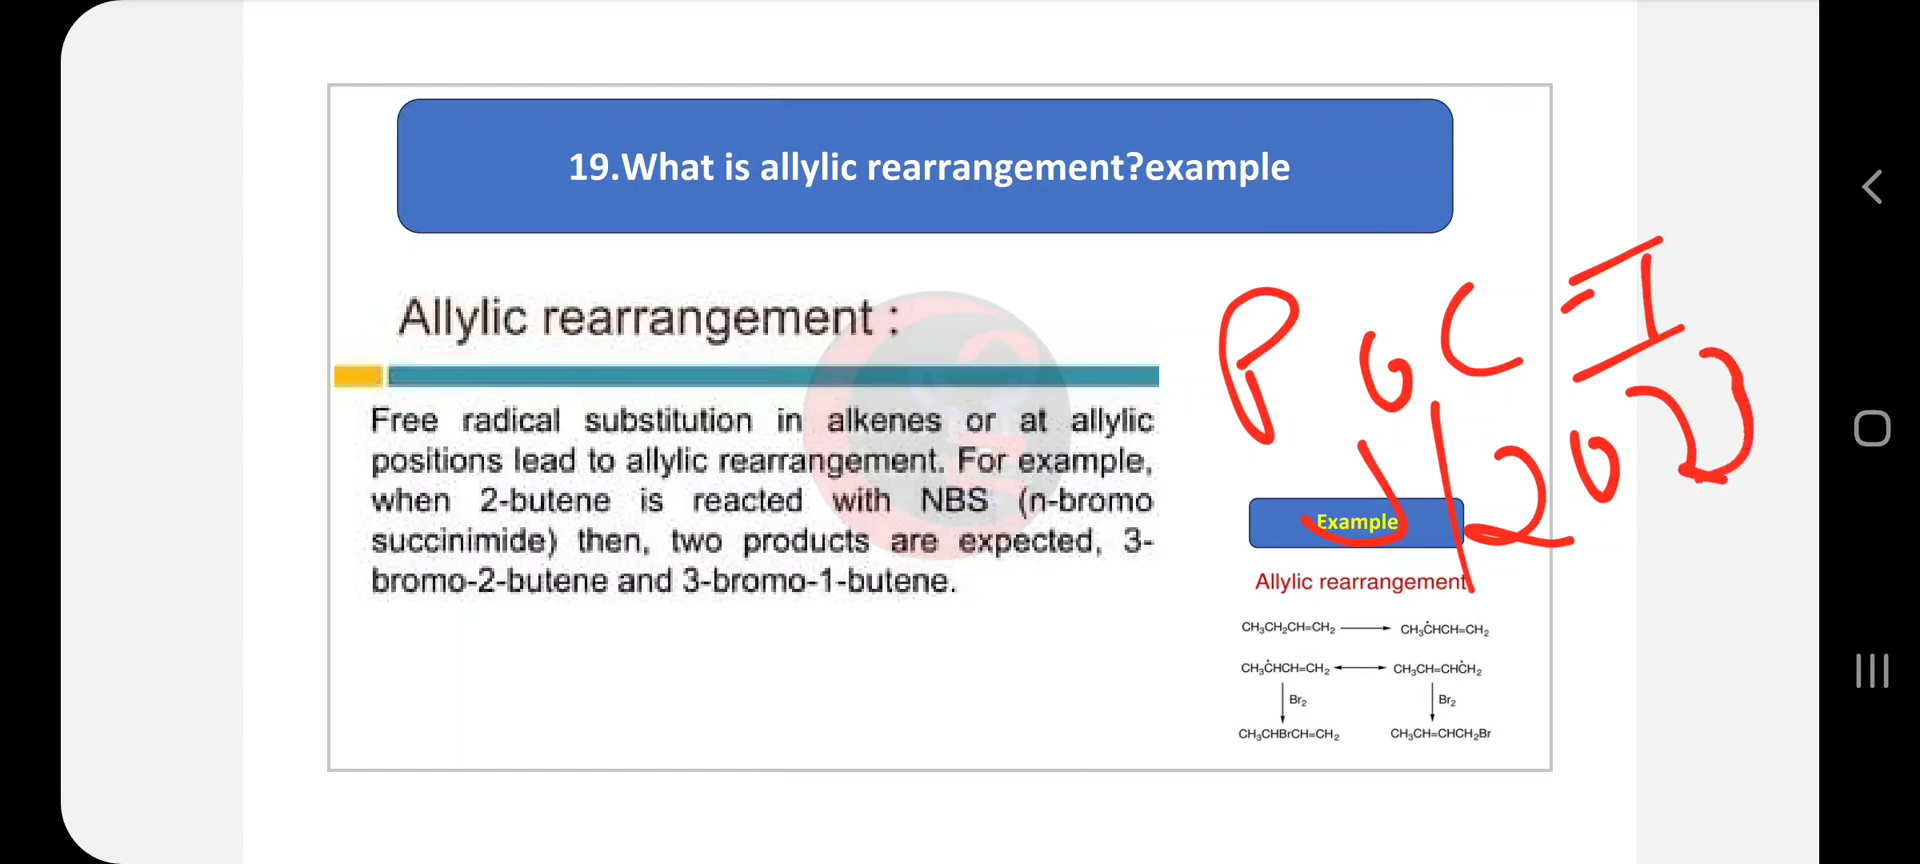 19.What is allylic rearrangement?example
Allylic rearrangement :
Free radical substitution in alkenes or at allylic
positions lead to allylic rearrangement. For example,
when 2-butene is reacted with NBS (n-bromo
succinimide) then, two products are expected, 3-
bromo-2-butene and 3-bromo-1-butene.
Example
Allylic rearrangement
CH₃CH₂CH=CH₂ ⟶ CH₃ĊHCH=CH₂
CH₃ĊHCH=CH₂ ⟷ CH₃CH=CHĊH₂
Br₂ Br₂
CH₃CHBrCH=CH₂ CH₃CH=CHCH₂Br